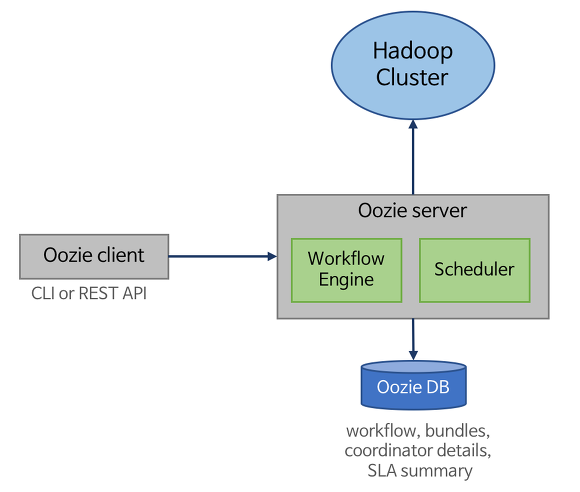 Hadoop
Cluster
Oozie server
Oozie client
Workflow
Engine
Scheduler
CLI or REST API
Oozie DB
workflow, bundles,
coordinator details,
SLA summary